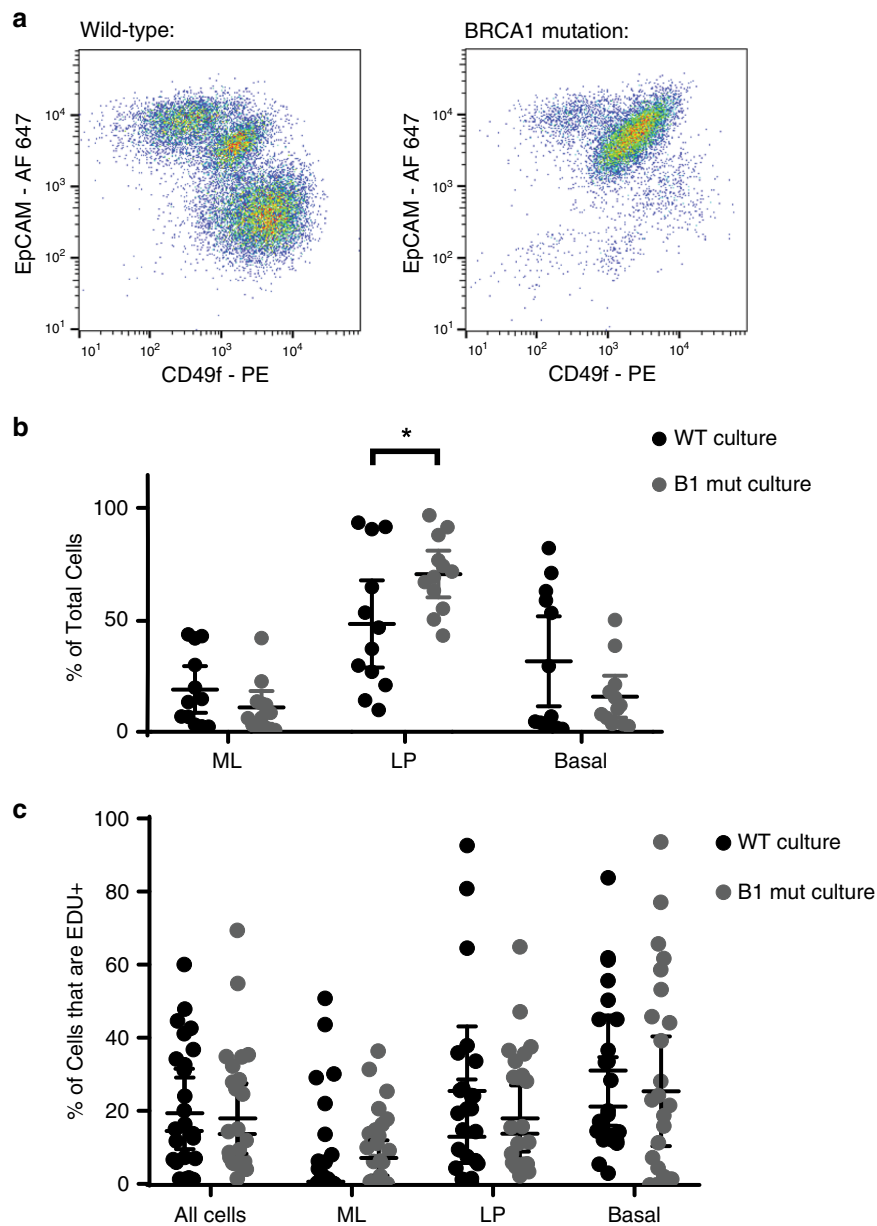 a
Wild-type:
BRCA1 mutation:
EpCAM - AF 647
10⁴
10³
10²
10¹
10¹ 10² 10³ 10⁴
CD49f - PE
EpCAM - AF 647
10⁴
10³
10²
10¹
10¹ 10² 10³ 10⁴
CD49f - PE
b
*
WT culture
B1 mut culture
% of Total Cells
100
50
0
ML LP Basal
c
WT culture
B1 mut culture
% of Cells that are EDU+
100
80
60
40
20
0
All cells ML LP Basal